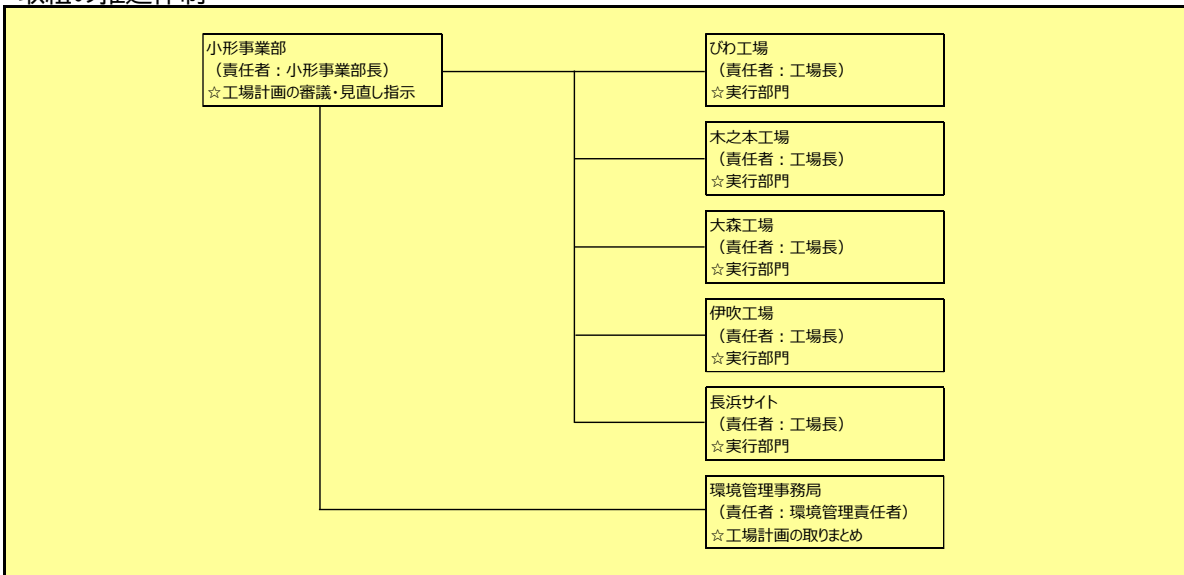 小形事業部
（責任者：小形事業部長）
☆工場計画の審議・見直し指示
びわ工場
（責任者：工場長）
☆実行部門
木之本工場
（責任者：工場長）
☆実行部門
大森工場
（責任者：工場長）
☆実行部門
伊吹工場
（責任者：工場長）
☆実行部門
長浜サイト
（責任者：工場長）
☆実行部門
環境管理事務局
（責任者：環境管理責任者）
☆工場計画の取りまとめ